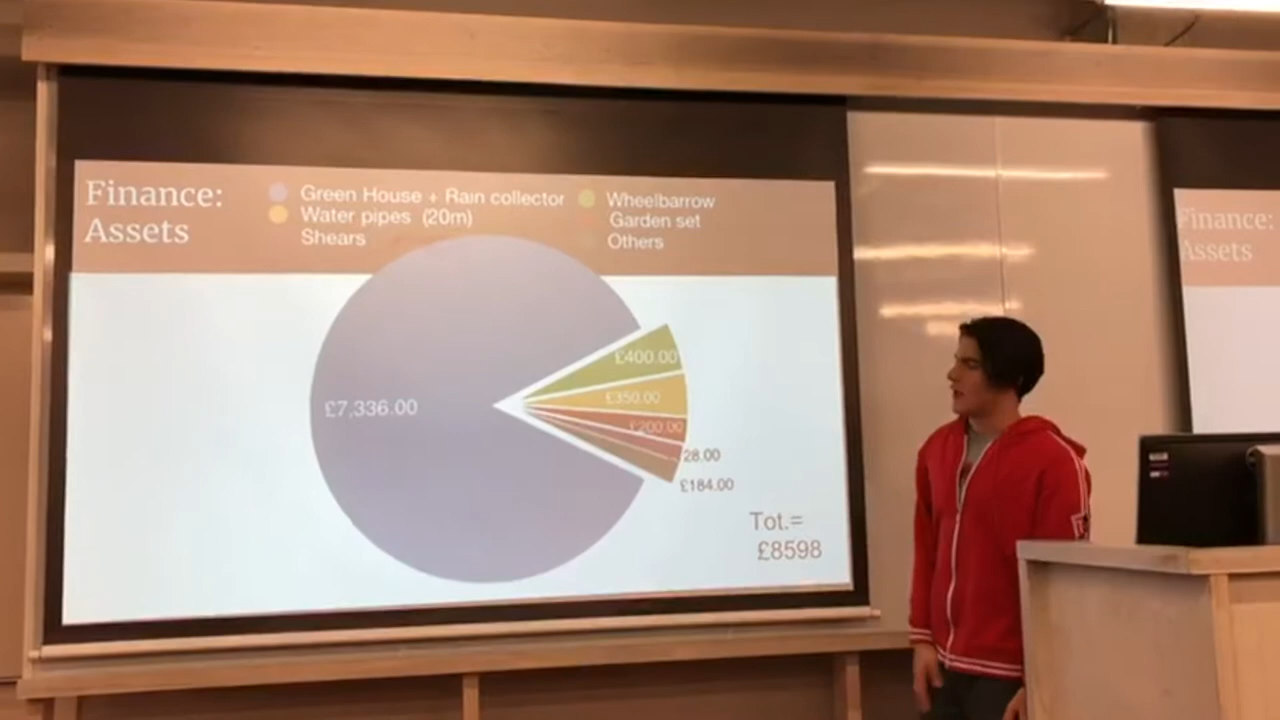 Finance:
Assets
Green House + Rain collector
Water pipes (20m)
Shears
Wheelbarrow
Garden set
Others
£7,336.00
£400.00
£350.00
£200.00
28.00
£184.00
Tot.=
£8598
Finance:
Assets